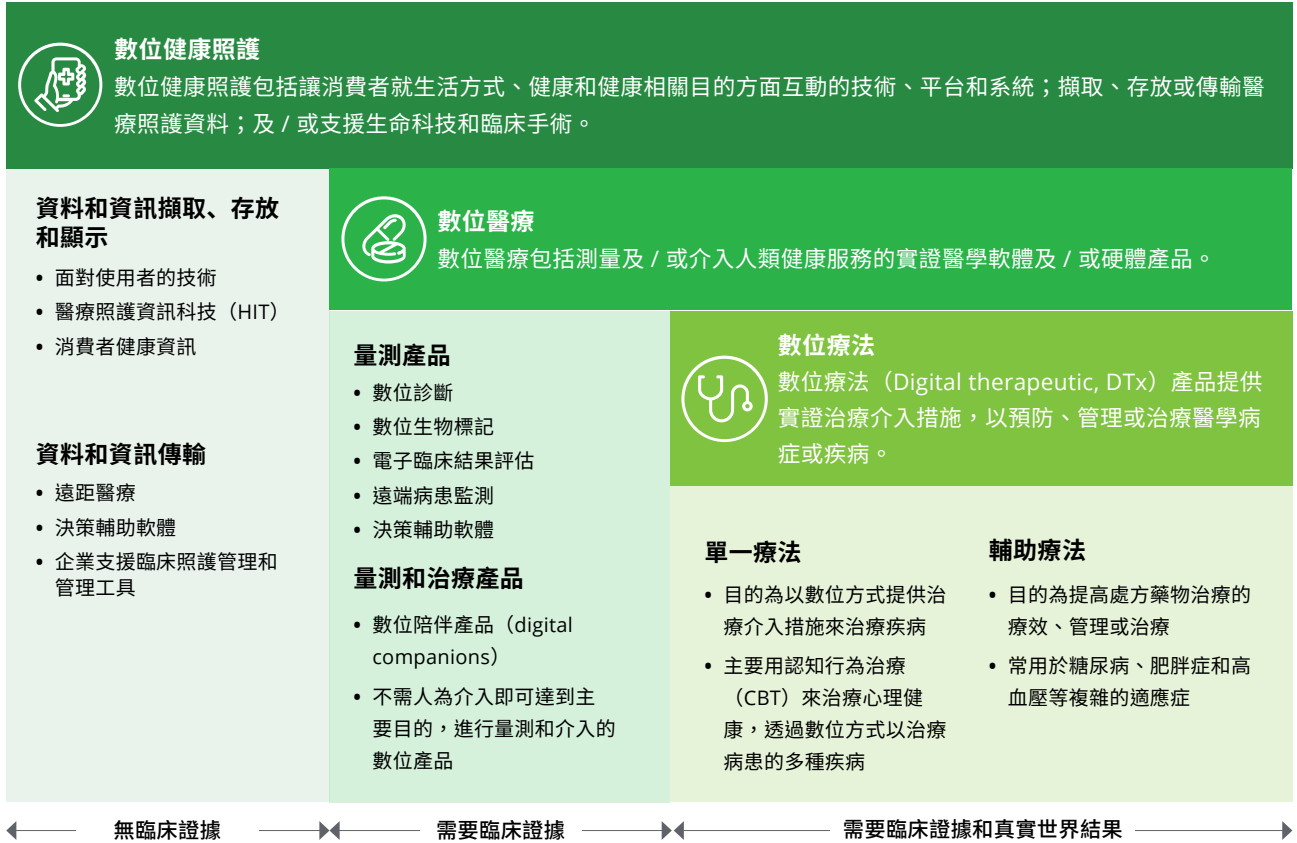 數位健康照護
數位健康照護包括讓消費者就生活方式、健康和健康相關目的方面互動的技術、平台和系統；擷取、存放或傳輸醫
療照護資料；及 / 或支援生命科技和臨床手術。
資料和資訊擷取、存放
和顯示
• 面對使用者的技術
• 醫療照護資訊科技（HIT）
• 消費者健康資訊
資料和資訊傳輸
• 遠距醫療
• 決策輔助軟體
• 企業支援臨床照護管理和
管理工具
數位醫療
數位醫療包括測量及 / 或介入人類健康服務的實證醫學軟體及 / 或硬體產品。
量測產品
• 數位診斷
• 數位生物標記
• 電子臨床結果評估
• 遠端病患監測
• 決策輔助軟體
量測和治療產品
• 數位陪伴產品（digital
companions）
• 不需人為介入即可達到主
要目的，進行量測和介入的
數位產品
數位療法
數位療法（Digital therapeutic, DTx）產品提供
實證治療介入措施，以預防、管理或治療醫學病
症或疾病。
單一療法
• 目的為以數位方式提供治
療介入措施來治療疾病
• 主要用認知行為治療
（CBT）來治療心理健
康，透過數位方式以治療
病患的多種疾病
輔助療法
• 目的為提高處方藥物治療的
療效、管理或治療
• 常用於糖尿病、肥胖症和高
血壓等複雜的適應症
無臨床證據
需要臨床證據
需要臨床證據和真實世界結果